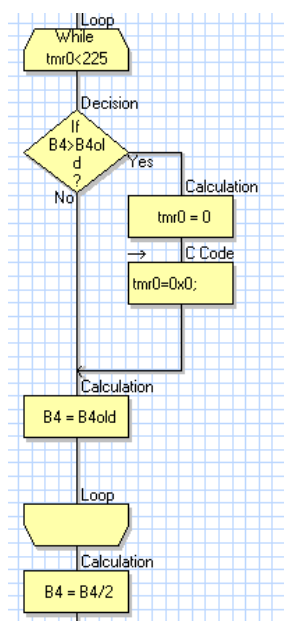 Loop
While
tmr0<225
Decision
If
B4>B4ol
d
?
Yes
No
Calculation
tmr0 = 0
C Code
tmr0=0x0;
Calculation
B4 = B4old
Loop
Calculation
B4 = B4/2